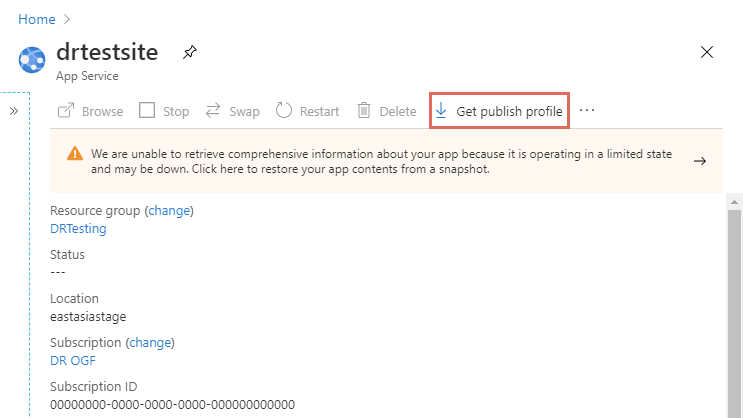 Home >
drtestsite
App Service
» Browse Stop Swap Restart Delete Get publish profile ...
We are unable to retrieve comprehensive information about your app because it is operating in a limited state
and may be down. Click here to restore your app contents from a snapshot.
Resource group (change)
DRTesting
Status
---
Location
eastasiastage
Subscription (change)
DR OGF
Subscription ID
00000000-0000-0000-0000-000000000000